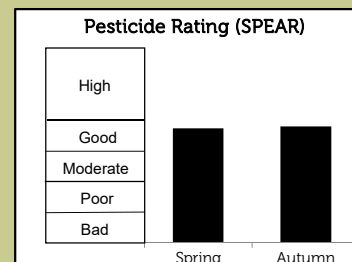 Pesticide Rating (SPEAR)
High
Good
Moderate
Poor
Bad
Spring Autumn